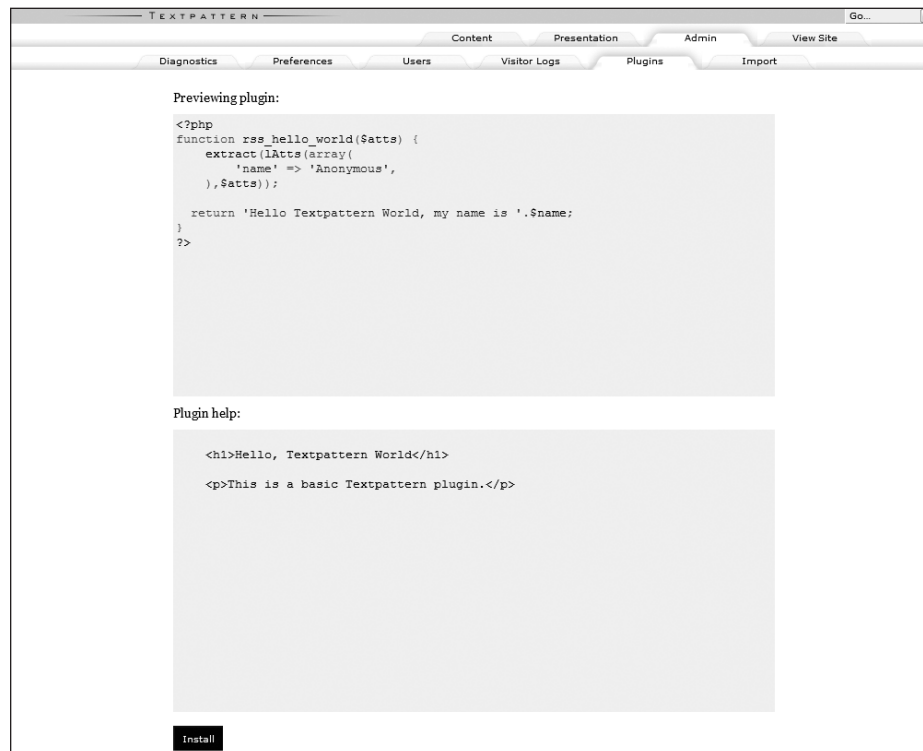 TEXTPATTERN
Go...
Content Presentation Admin View Site
Diagnostics Preferences Users Visitor Logs Plugins Import
Previewing plugin:
<?php
function rss_hello_world($atts) {
    extract(lAtts(array(
        'name' => 'Anonymous',
    ),$atts));
  return 'Hello Textpattern World, my name is '.$name;
}
?>
Plugin help:
<h1>Hello, Textpattern World</h1>
<p>This is a basic Textpattern plugin.</p>
Install